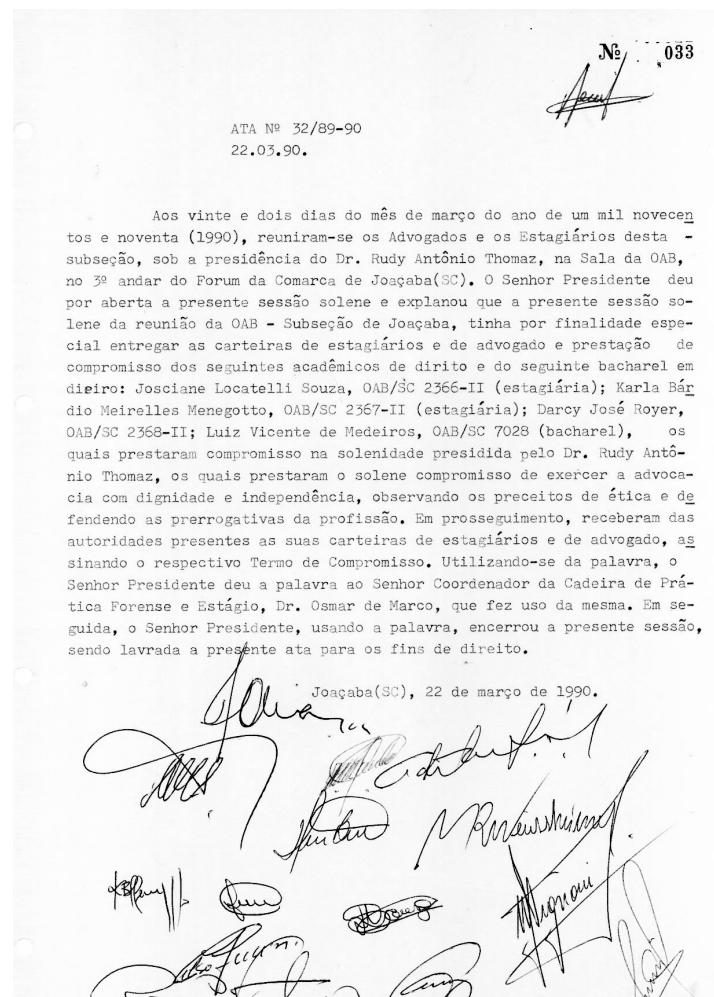 Nº 033
ATA Nº 32/89-90
22.03.90.
Aos vinte e dois dias do mês de março do ano de um mil novecen
tos e noventa (1990), reuniram-se os Advogados e os Estagiários desta -
subseção, sob a presidência do Dr. Rudy Antônio Thomaz, na Sala da OAB,
no 3º andar do Forum da Comarca de Joaçaba(SC). O Senhor Presidente deu
por aberta a presente sessão solene e explanou que a presente sessão so-
lene da reunião da OAB - Subseção de Joaçaba, tinha por finalidade espe-
cial entregar as carteiras de estagiários e de advogado e prestação de
compromisso dos seguintes acadêmicos de dirito e do seguinte bacharel em
dieiro: Josciane Locatelli Souza, OAB/SC 2366-II (estagiária); Karla Bár
dio Meirelles Menegotto, OAB/SC 2367-II (estagiária); Darcy José Royer,
OAB/SC 2368-II; Luiz Vicente de Medeiros, OAB/SC 7028 (bacharel), os
quais prestaram compromisso na solenidade presidida pelo Dr. Rudy Antô-
nio Thomaz, os quais prestaram o solene compromisso de exercer a advoca-
cia com dignidade e independência, observando os preceitos de ética e de
fendendo as prerrogativas da profissão. Em prosseguimento, receberam das
autoridades presentes as suas carteiras de estagiários e de advogado, as
sinando o respectivo Termo de Compromisso. Utilizando-se da palavra, o
Senhor Presidente deu a palavra ao Senhor Coordenador da Cadeira de Prá-
tica Forense e Estágio, Dr. Osmar de Marco, que fez uso da mesma. Em se-
guida, o Senhor Presidente, usando a palavra, encerrou a presente sessão,
sendo lavrada a presente ata para os fins de direito.
Joaçaba(SC), 22 de março de 1990.